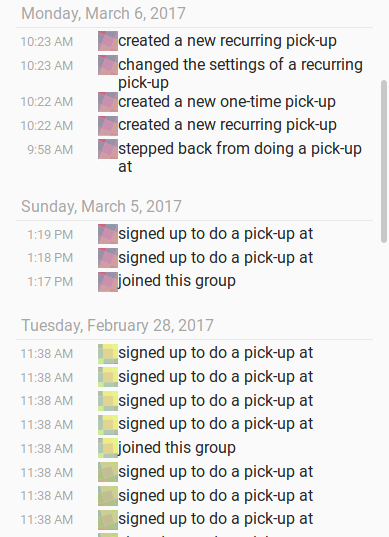 Monday, March 6, 2017
10:23 AM created a new recurring pick-up
10:23 AM changed the settings of a recurring
pick-up
10:22 AM created a new one-time pick-up
10:22 AM created a new recurring pick-up
9:58 AM stepped back from doing a pick-up
at
Sunday, March 5, 2017
1:19 PM signed up to do a pick-up at
1:18 PM signed up to do a pick-up at
1:17 PM joined this group
Tuesday, February 28, 2017
11:38 AM signed up to do a pick-up at
11:38 AM signed up to do a pick-up at
11:38 AM signed up to do a pick-up at
11:38 AM signed up to do a pick-up at
11:38 AM joined this group
11:38 AM signed up to do a pick-up at
11:38 AM signed up to do a pick-up at
11:38 AM signed up to do a pick-up at